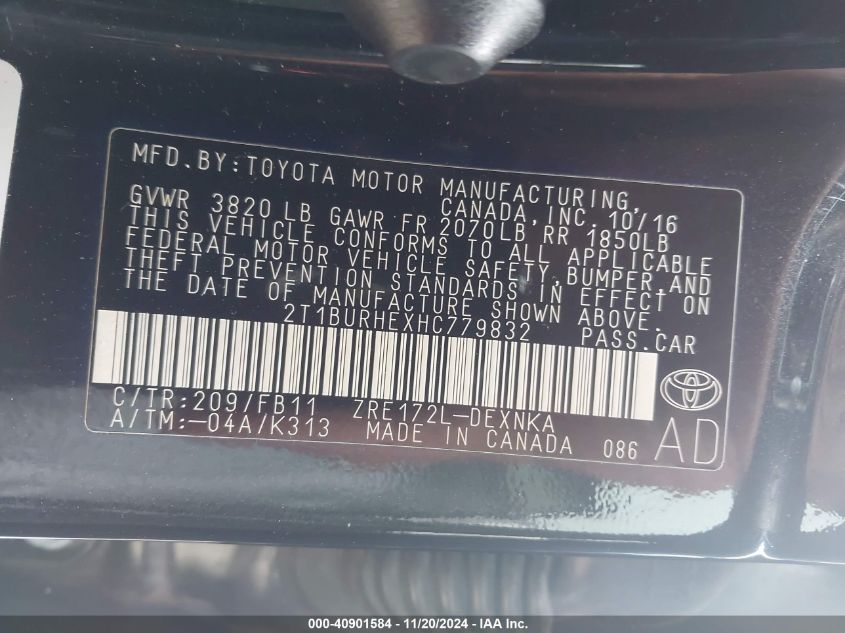 MFD.BY:TOYOTA MOTOR MANUFACTURING,
CANADA,INC. 10/16
GVWR 3820 LB GAWR FR 2070LB RR 1850LB
THIS VEHICLE CONFORMS TO ALL APPLICABLE
FEDERAL MOTOR VEHICLE SAFETY,BUMPER,AND
THEFT PREVENTION STANDARDS IN EFFECT ON
THE DATE OF MANUFACTURE SHOWN ABOVE.
2T1BURHEXHC779832 PASS.CAR
C/TR:209/FB11 ZRE172L-DEXNKA
A/TM:-04A/K313 MADE IN CANADA 086 AD
000-40901584 - 11/20/2024 - IAA Inc.